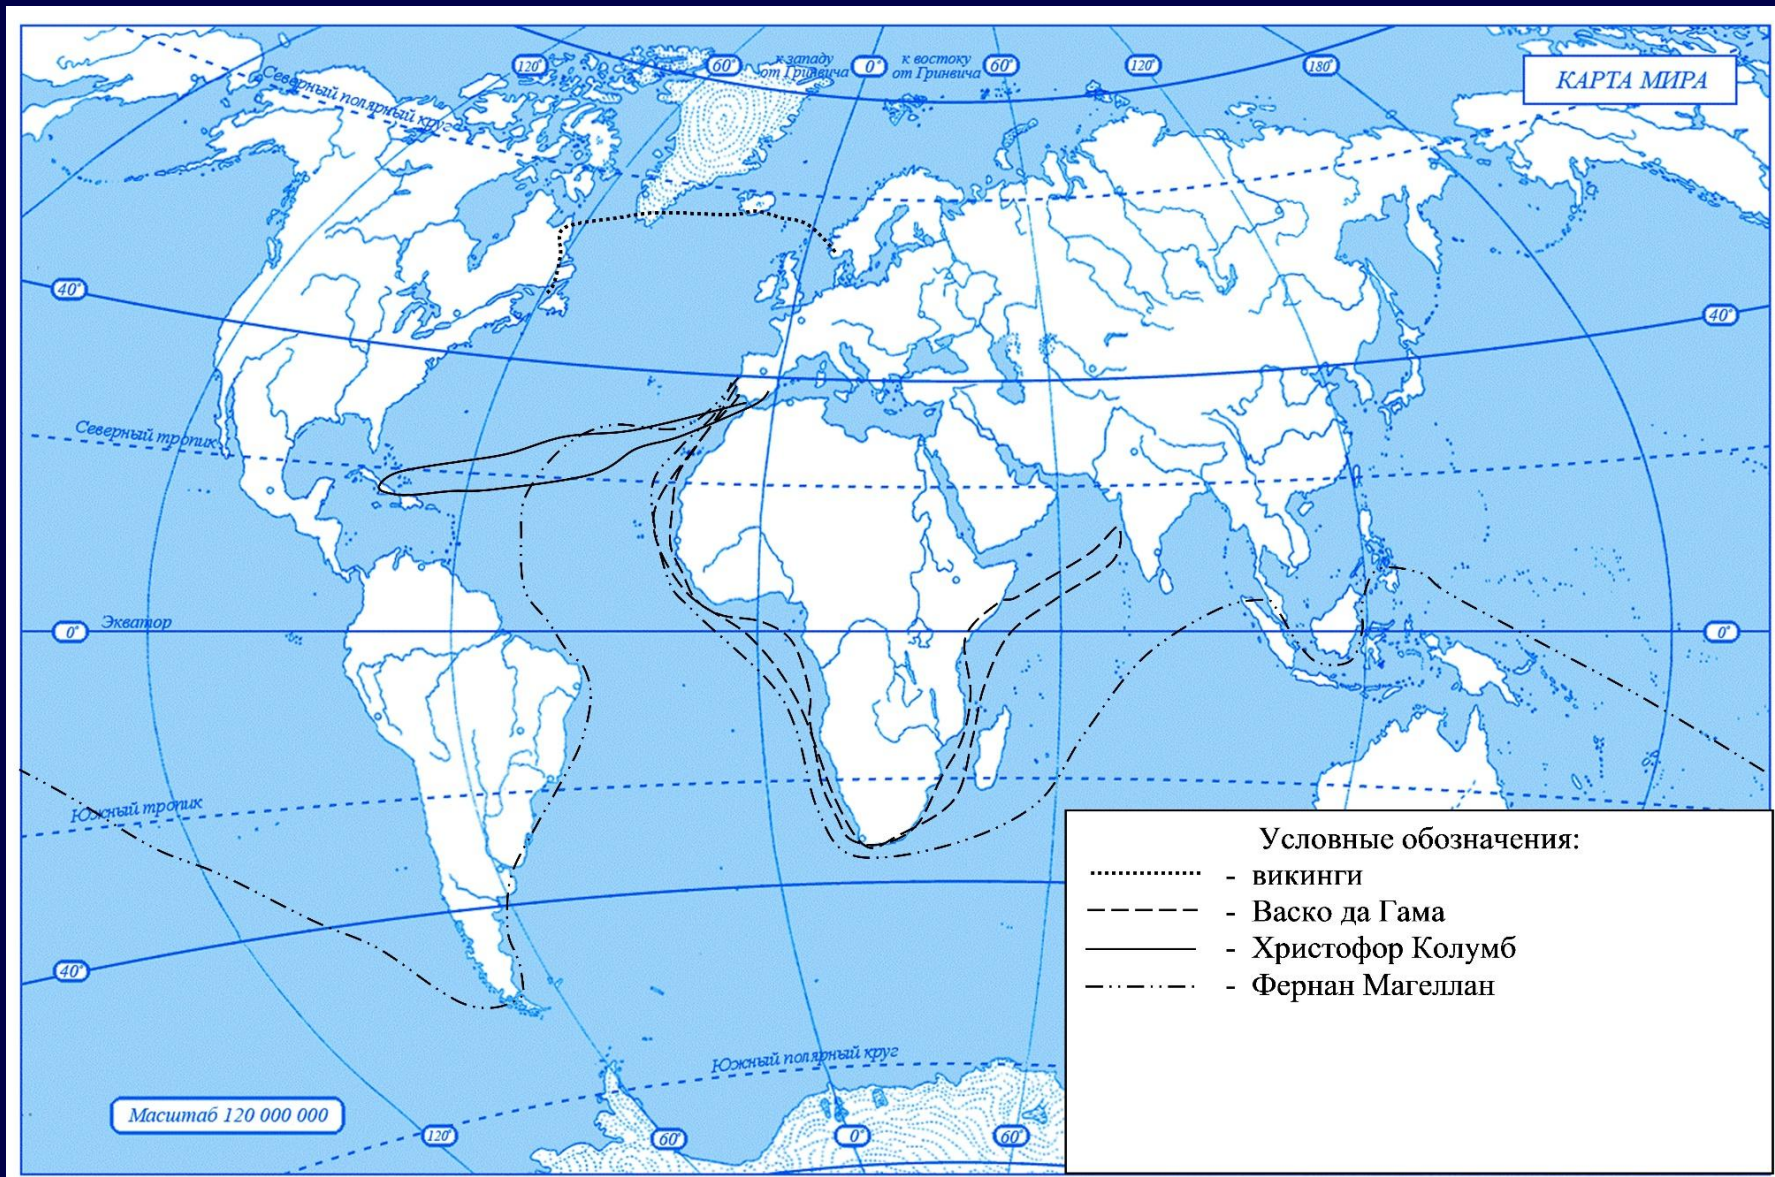 120°
60°
к западу
от Гринвича
0°
к востоку
от Гринвича
60°
120°
180°
КАРТА МИРА
Северный полярный круг
40°
40°
Северный тропик
Экватор
0°
0°
Южный тропик
40°
Южный полярный круг
Масштаб 120 000 000
120°
60°
0°
60°
Условные обозначения:
- викинги
- Васко да Гама
- Христофор Колумб
- Фернан Магеллан